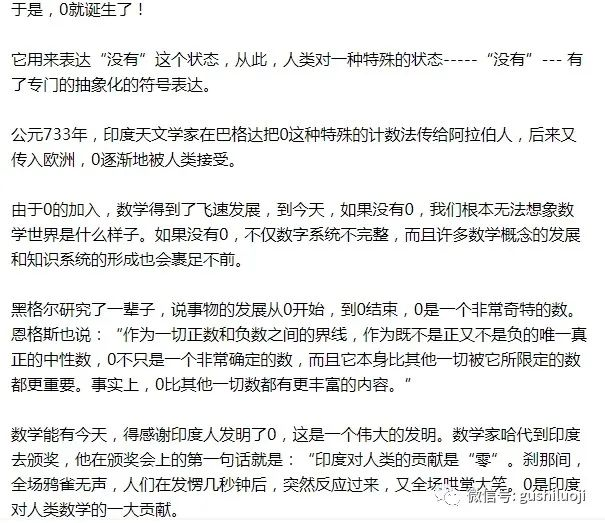 于是，0就诞生了！
它用来表达“没有”这个状态，从此，人类对一种特殊的状态-----“没有”--- 有
了专门的抽象化的符号表达。
公元733年，印度天文学家在巴格达把0这种特殊的计数法传给阿拉伯人，后来又
传入欧洲，0逐渐地被人类接受。
由于0的加入，数学得到了飞速发展，到今天，如果没有0，我们根本无法想象数
学世界是什么样子。如果没有0，不仅数字系统不完整，而且许多数学概念的发展
和知识系统的形成也会裹足不前。
黑格尔研究了一辈子，说事物的发展从0开始，到0结束，0是一个非常奇特的数。
恩格斯也说：“作为一切正数和负数之间的界线，作为既不是正又不是负的唯一真
正的中性数，0不只是一个非常确定的数，而且它本身比其他一切被它所限定的数
都更重要。事实上，0比其他一切数都有更丰富的内容。”
数学能有今天，得感谢印度人发明了0，这是一个伟大的发明。数学家哈代到印度
去颁奖，他在颁奖会上的第一句话就是：“印度对人类的贡献是“零”。刹那间，
全场鸦雀无声，人们在发愣几秒钟后，突然反应过来，又全场哄堂大笑。0是印度
对人类数学的一大贡献。
微信号: gushiluoji